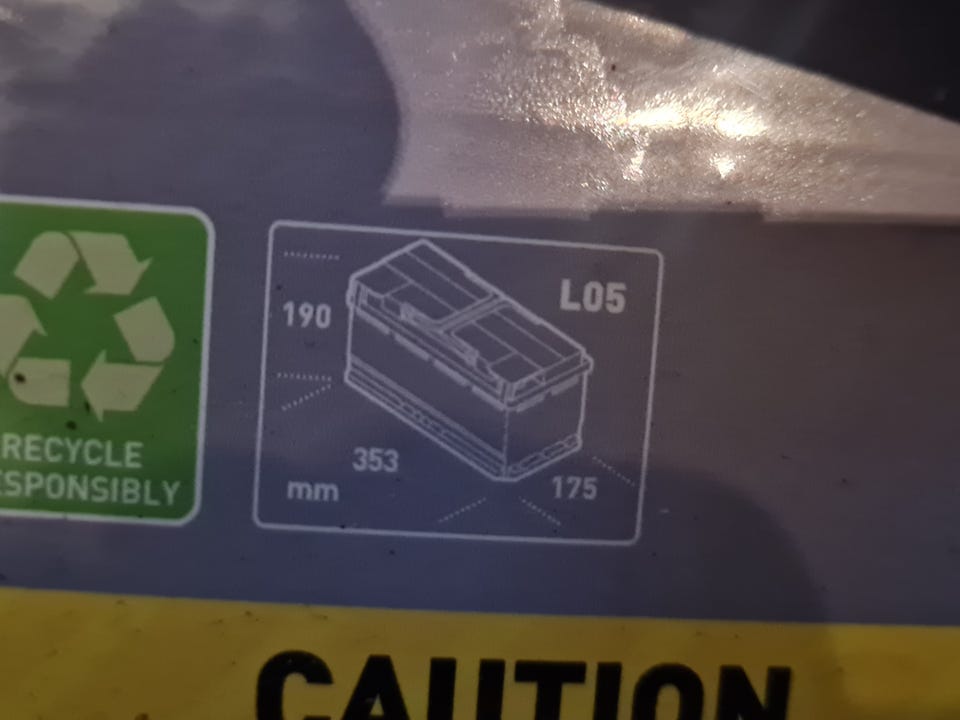 RECYCLE
ESPONSIBLY
L05
190
353
mm
175
CAUTION